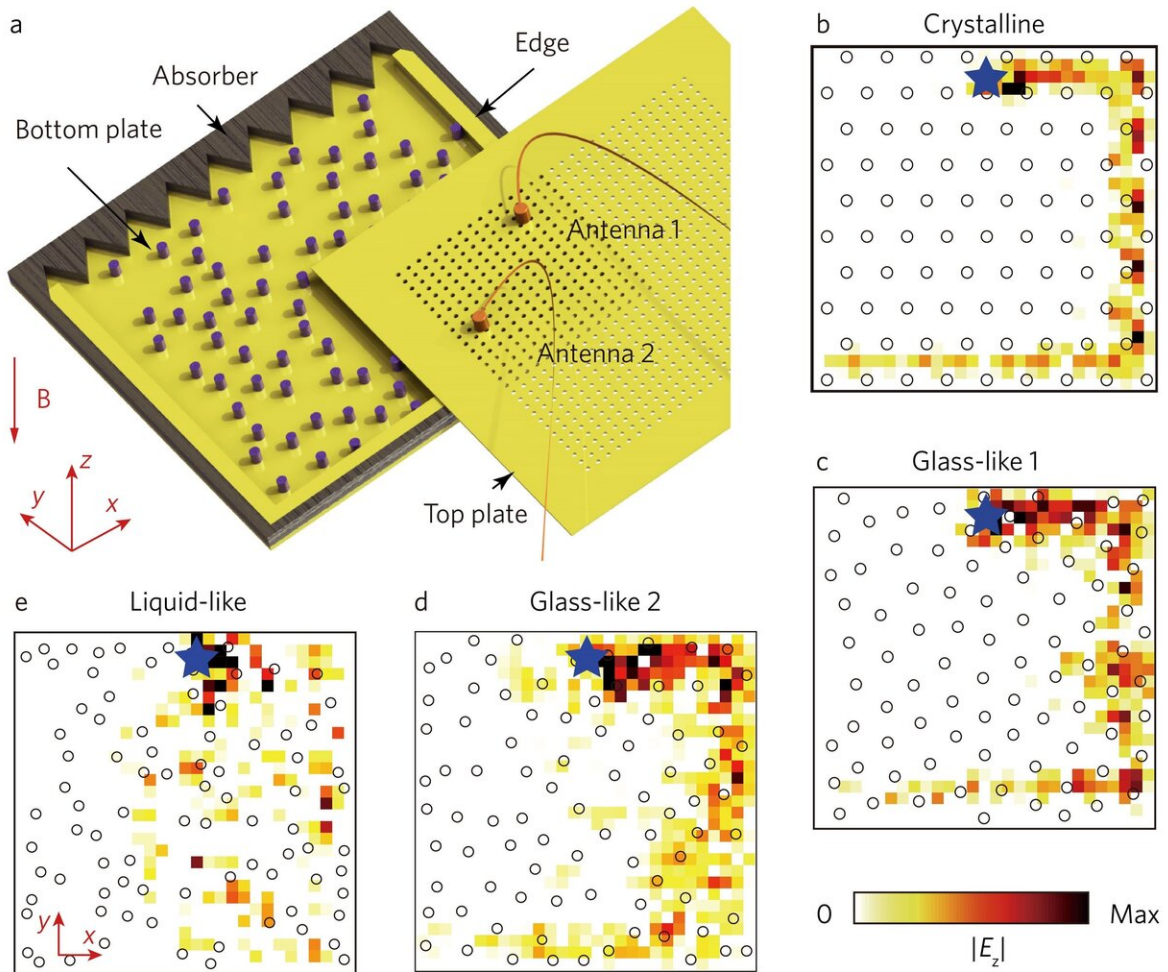 a
Absorber
Edge
Bottom plate
Antenna 1
Antenna 2
B
z
y
x
Top plate
b
Crystalline
c
Glass-like 1
e
Liquid-like
d
Glass-like 2
y
x
0
Max
|Ez|